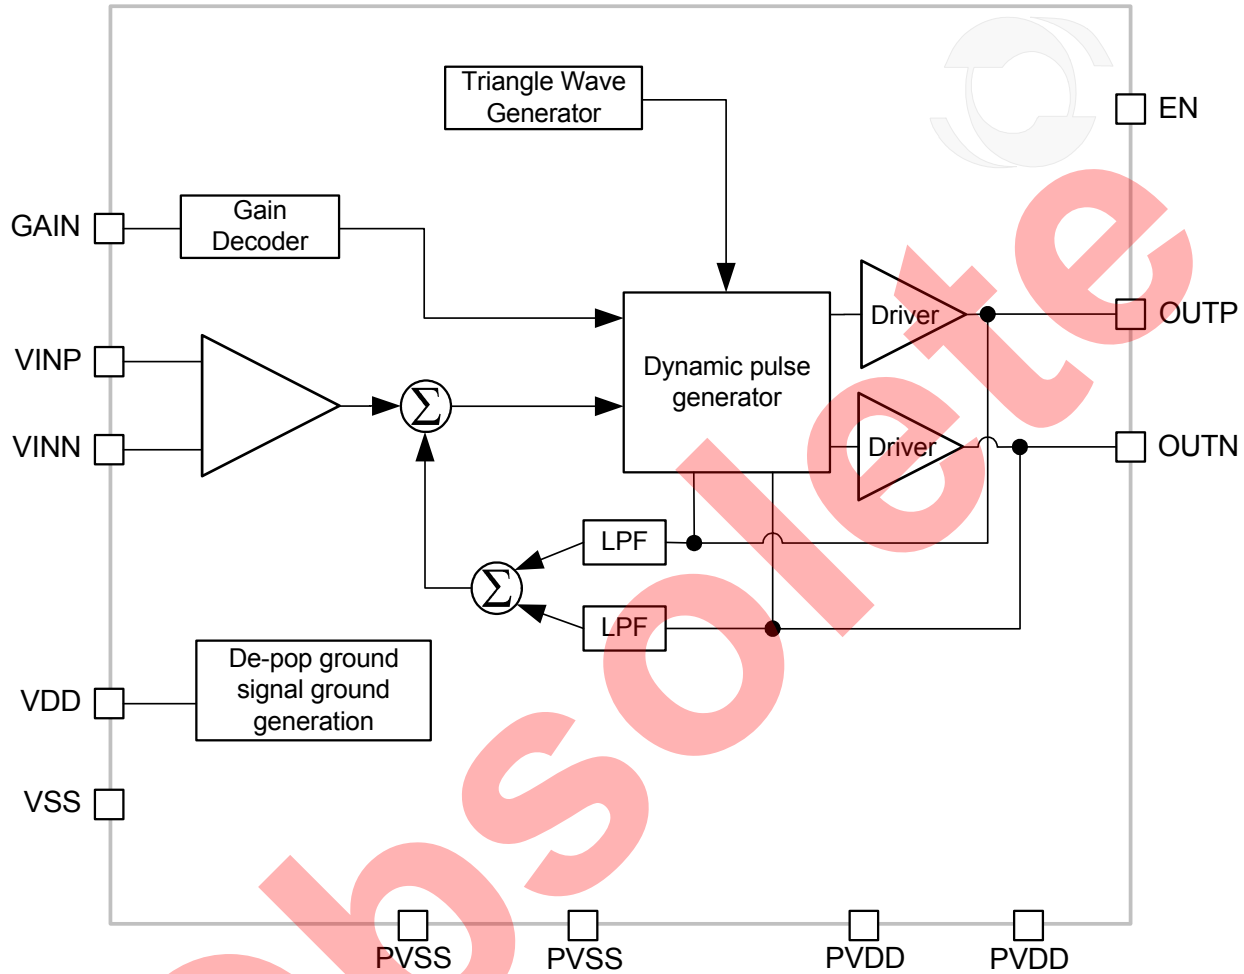 Triangle Wave
Generator
EN
GAIN
Gain
Decoder
OUTP
Driver
VINP
Dynamic pulse
generator
Σ
VINN
Driver
OUTN
LPF
Σ
LPF
De-pop ground
signal ground
generation
VDD
VSS
PVSS
PVSS
PVDD
PVDD
obsolete